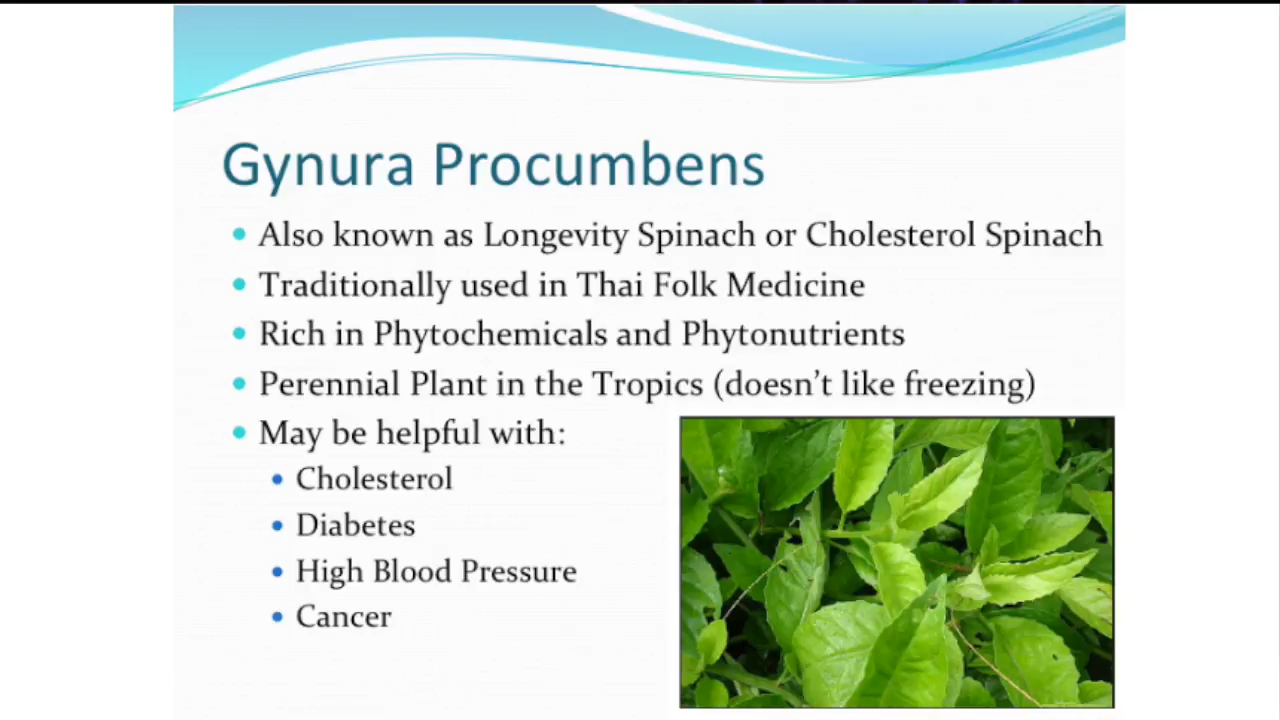 Gynura Procumbens
Also known as Longevity Spinach or Cholesterol Spinach
Traditionally used in Thai Folk Medicine
Rich in Phytochemicals and Phytonutrients
Perennial Plant in the Tropics (doesn't like freezing)
May be helpful with:
Cholesterol
Diabetes
High Blood Pressure
Cancer